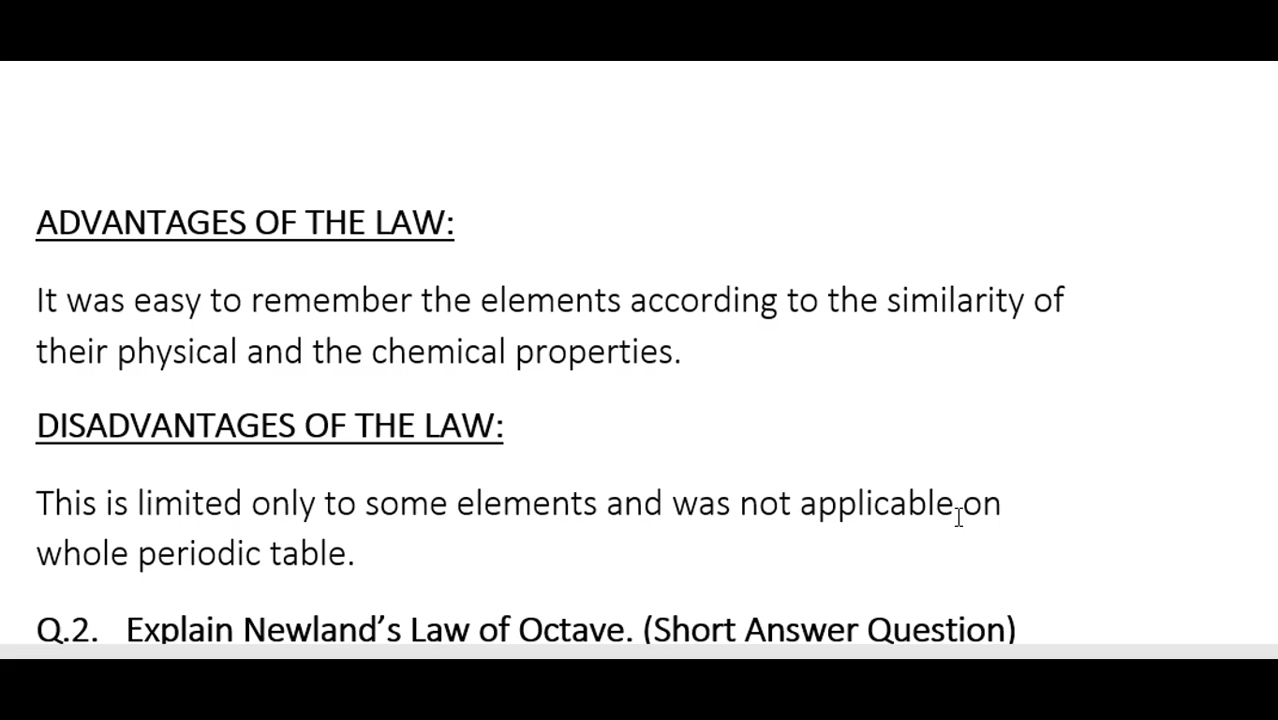 ADVANTAGES OF THE LAW:
It was easy to remember the elements according to the similarity of
their physical and the chemical properties.
DISADVANTAGES OF THE LAW:
This is limited only to some elements and was not applicable on
whole periodic table.
Q.2. Explain Newland’s Law of Octave. (Short Answer Question)